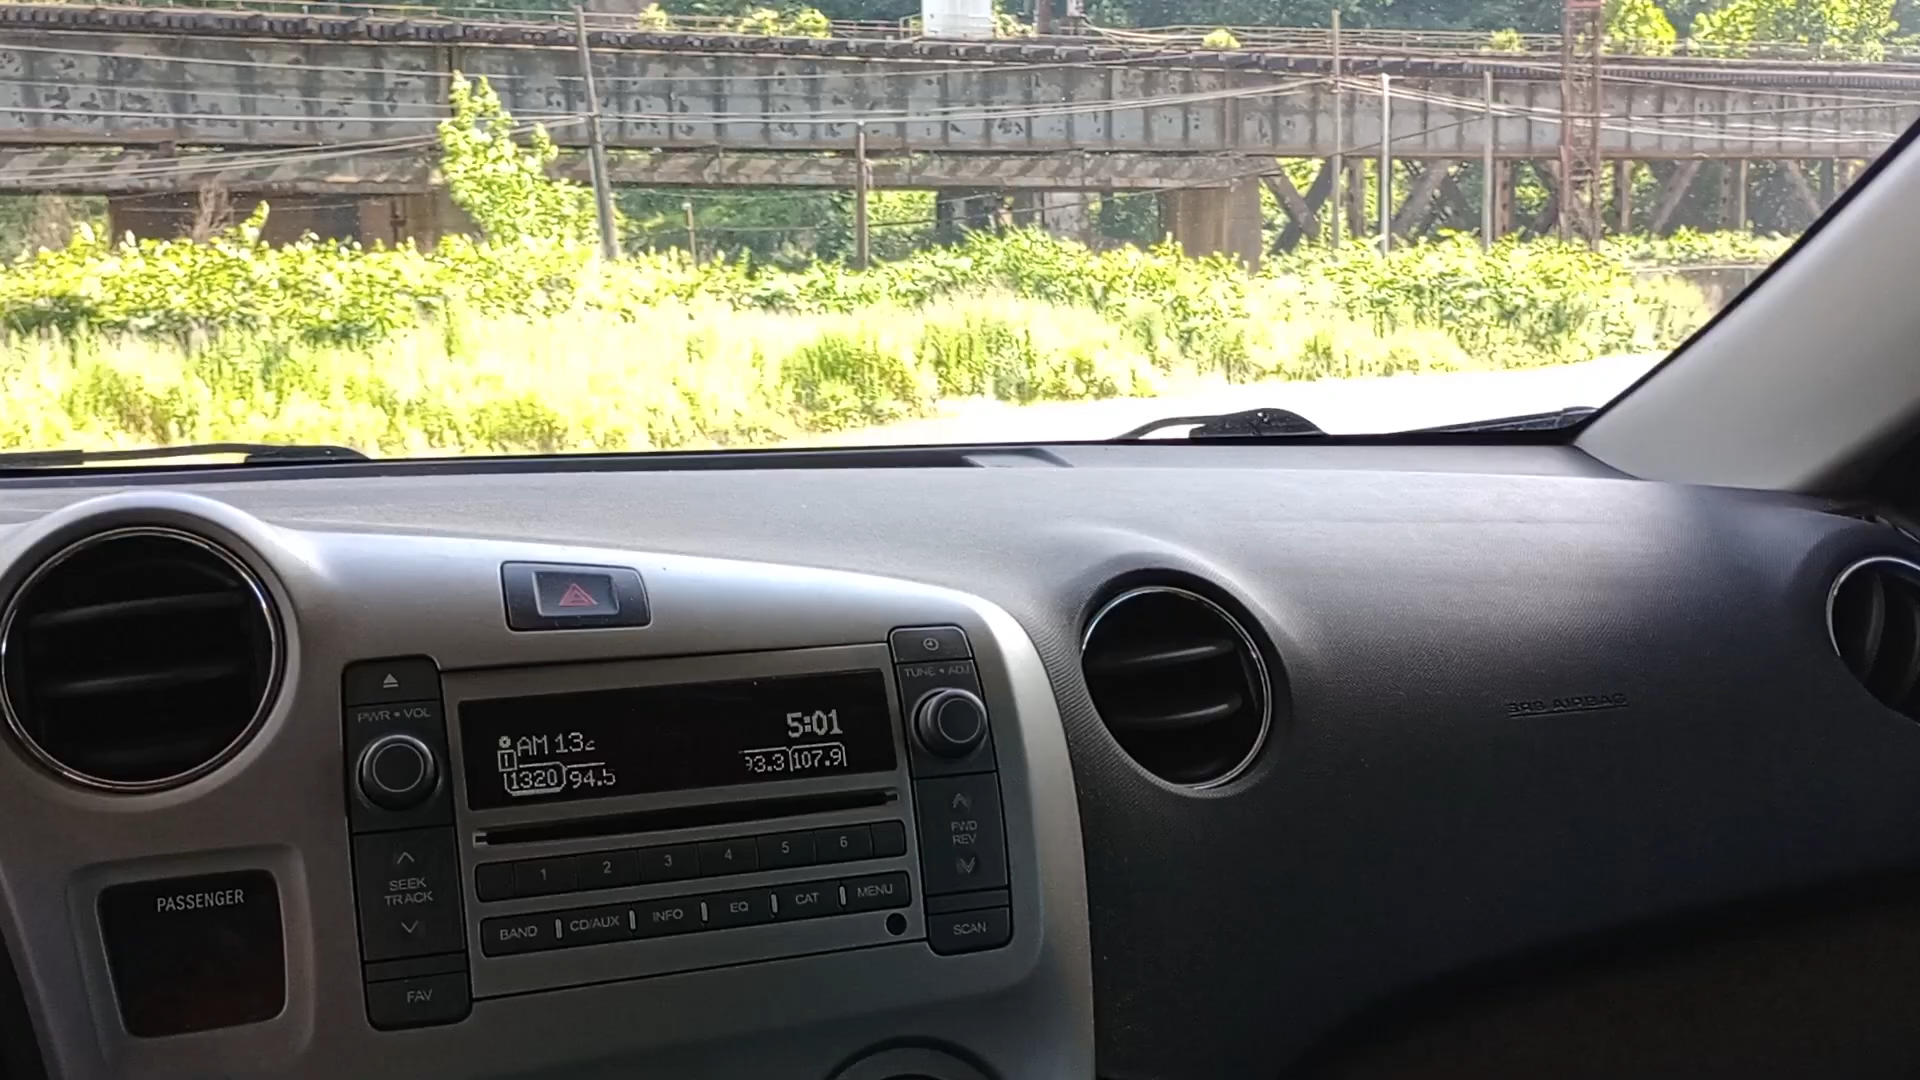 PWR • VOL
TUNE • ADJ
5:01
AM 13
1320 94.5
93.3 107.9
SEEK
TRACK
FWD
REV
1 2 3 4 5 6
BAND CD/AUX INFO EQ CAT MENU
SCAN
FAV
PASSENGER
SRS AIRBAG